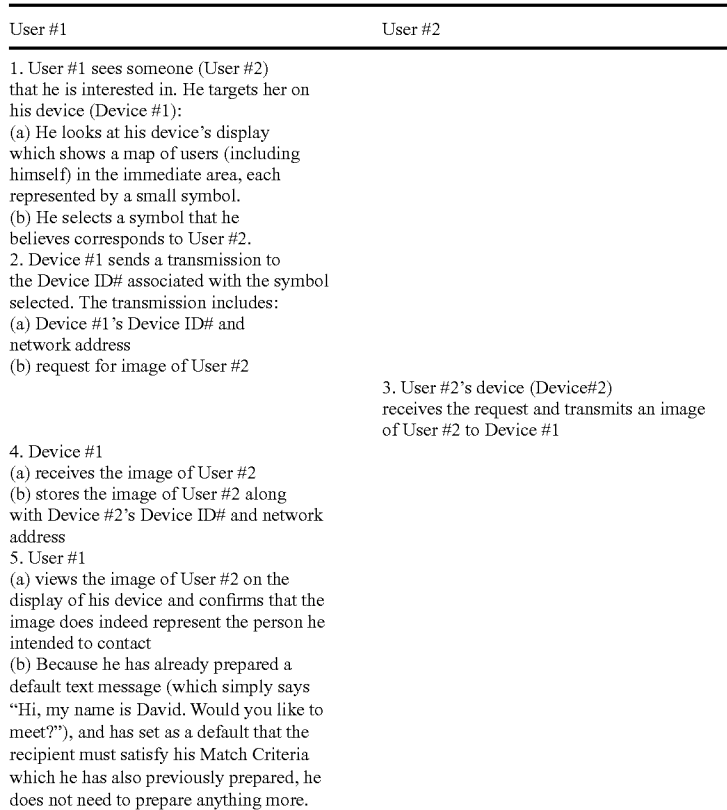 User #1 User #2
1. User #1 sees someone (User #2)
that he is interested in. He targets her on
his device (Device #1):
(a) He looks at his device's display
which shows a map of users (including
himself) in the immediate area, each
represented by a small symbol.
(b) He selects a symbol that he
believes corresponds to User #2.
2. Device #1 sends a transmission to
the Device ID# associated with the symbol
selected. The transmission includes:
(a) Device #1's Device ID# and
network address
(b) request for image of User #2
3. User #2's device (Device#2)
receives the request and transmits an image
of User #2 to Device #1
4. Device #1
(a) receives the image of User #2
(b) stores the image of User #2 along
with Device #2's Device ID# and network
address
5. User #1
(a) views the image of User #2 on the
display of his device and confirms that the
image does indeed represent the person he
intended to contact
(b) Because he has already prepared a
default text message (which simply says
“Hi, my name is David. Would you like to
meet?”), and has set as a default that the
recipient must satisfy his Match Criteria
which he has also previously prepared, he
does not need to prepare anything more.